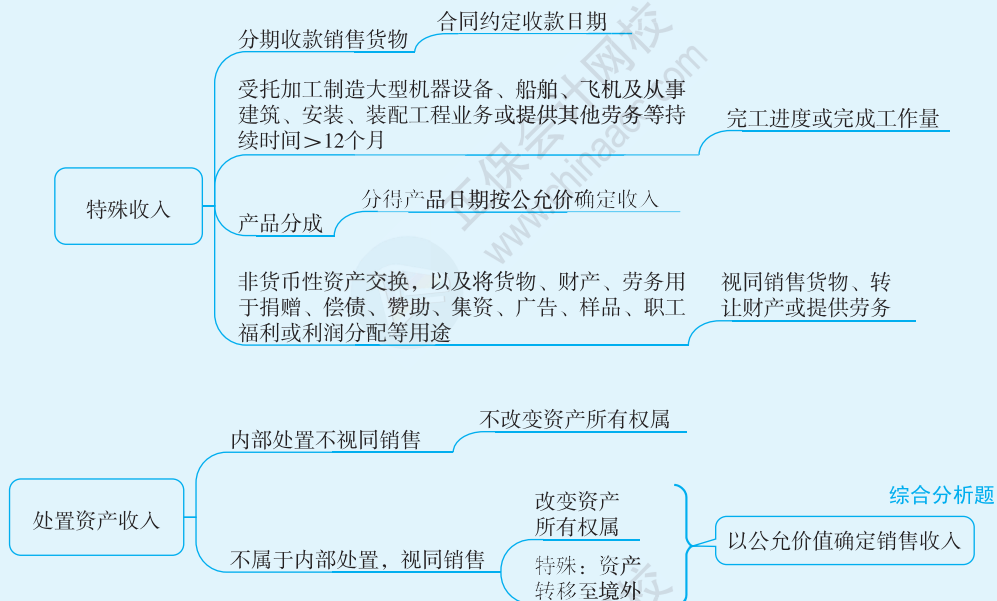 分期收款销售货物
合同约定收款日期
受托加工制造大型机器设备、船舶、飞机及从事
建筑、安装、装配工程业务或提供其他劳务等持
续时间＞12个月
完工进度或完成工作量
特殊收入
产品分成
分得产品日期按公允价确定收入
非货币性资产交换，以及将货物、财产、劳务用
于捐赠、偿债、赞助、集资、广告、样品、职工
福利或利润分配等用途
视同销售货物、转
让财产或提供劳务
正保会计网校
www.chinaacc.com
内部处置不视同销售
不改变资产所有权属
处置资产收入
不属于内部处置，视同销售
改变资产
所有权属
特殊：资产
转移至境外
综合分析题
以公允价值确定销售收入